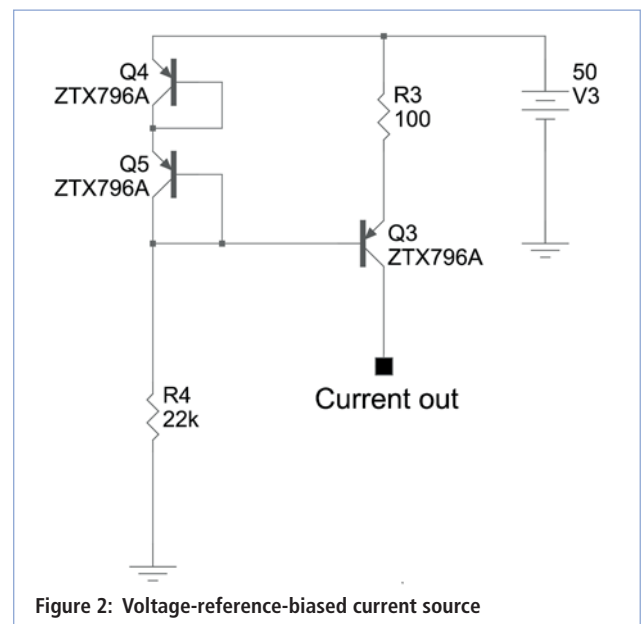 Q4
ZTX796A
R3
100
50
V3
Q5
ZTX796A
Q3
ZTX796A
Current out
R4
22k
Figure 2: Voltage-reference-biased current source